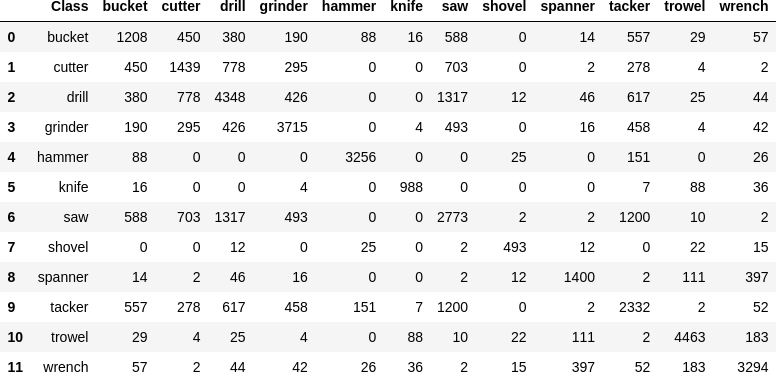 Class bucket cutter drill grinder hammer knife saw shovel spanner tacker trowel wrench
0 bucket 1208 450 380 190 88 16 588 0 14 557 29 57
1 cutter 450 1439 778 295 0 0 703 0 2 278 4 2
2 drill 380 778 4348 426 0 0 1317 12 46 617 25 44
3 grinder 190 295 426 3715 0 4 493 0 16 458 4 42
4 hammer 88 0 0 0 3256 0 0 25 0 151 0 26
5 knife 16 0 0 4 0 988 0 0 0 7 88 36
6 saw 588 703 1317 493 0 0 2773 2 2 1200 10 2
7 shovel 0 0 12 0 25 0 2 493 12 0 22 15
8 spanner 14 2 46 16 0 0 2 12 1400 2 111 397
9 tacker 557 278 617 458 151 7 1200 0 2 2332 2 52
10 trowel 29 4 25 4 0 88 10 22 111 2 4463 183
11 wrench 57 2 44 42 26 36 2 15 397 52 183 3294